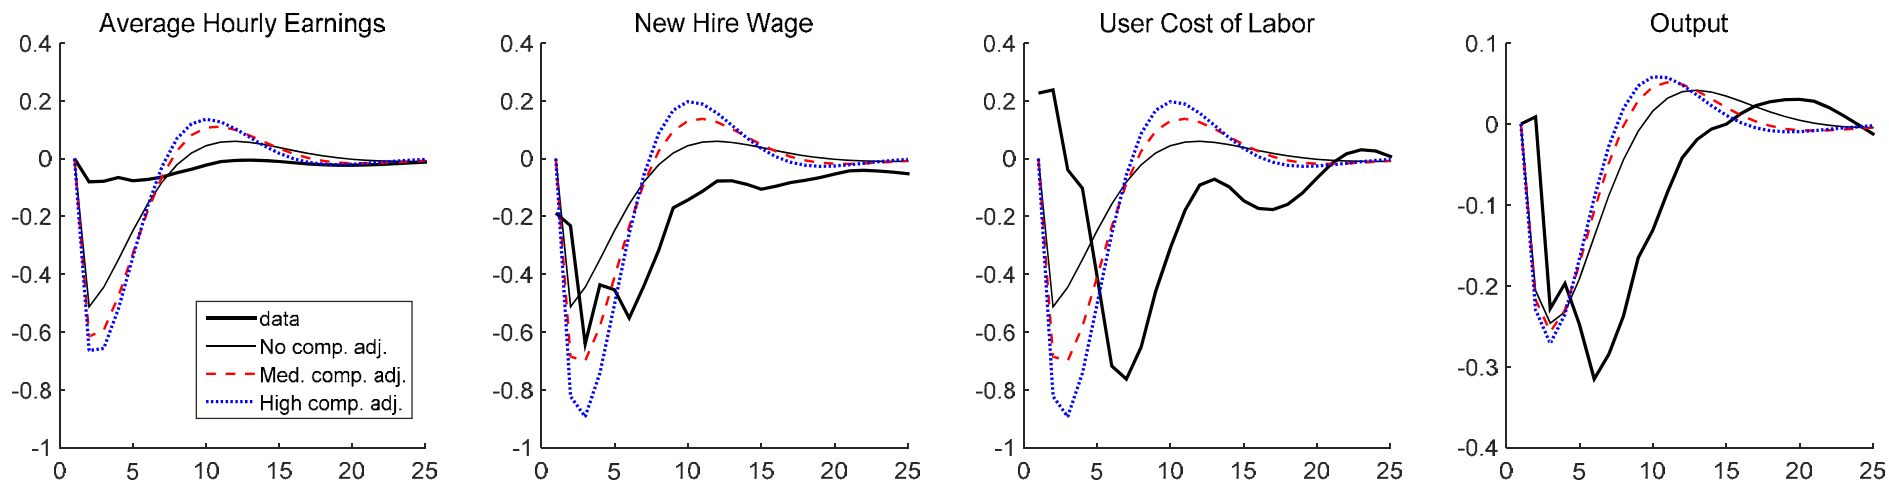 Average Hourly Earnings
0.4
0.2
0
-0.2
-0.4
-0.6
-0.8
-1
0 5 10 15 20 25
data
No comp. adj.
Med. comp. adj.
High comp. adj.
New Hire Wage
0.4
0.2
0
-0.2
-0.4
-0.6
-0.8
-1
0 5 10 15 20 25
User Cost of Labor
0.4
0.2
0
-0.2
-0.4
-0.6
-0.8
-1
0 5 10 15 20 25
Output
0.1
0
-0.1
-0.2
-0.3
-0.4
0 5 10 15 20 25